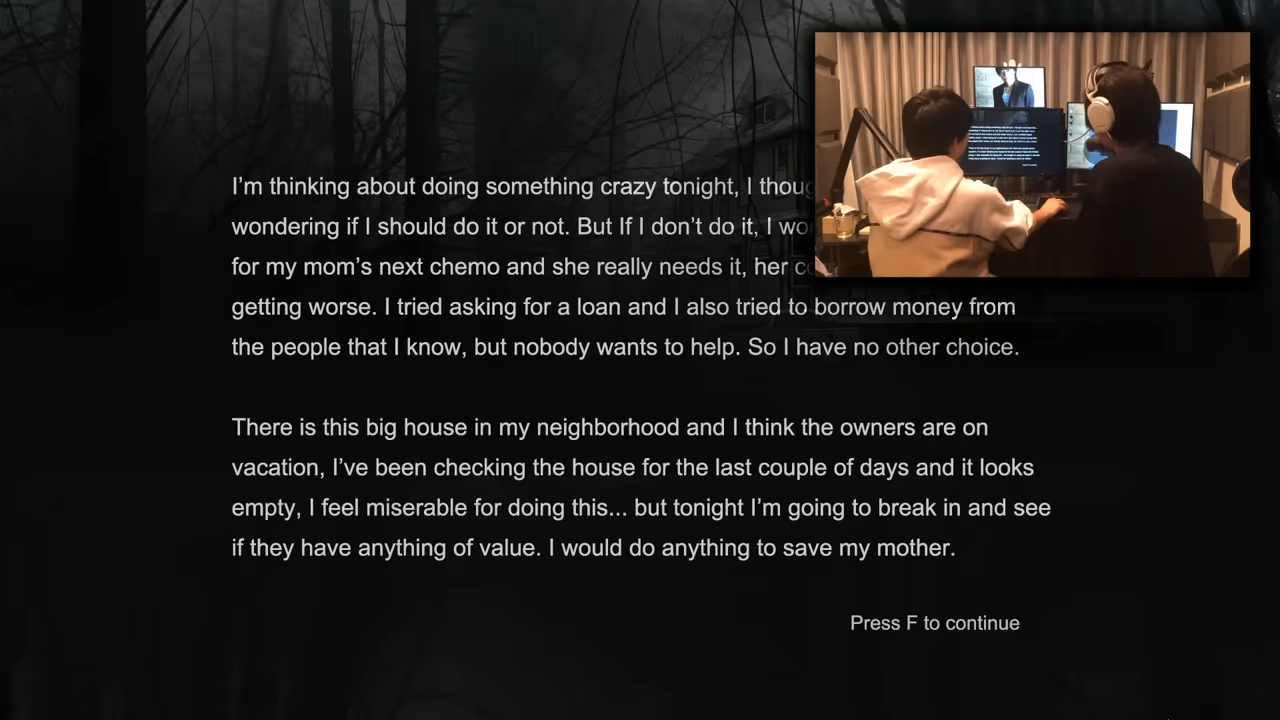 I'm thinking about doing something crazy tonight, I
wondering if I should do it or not. But If I don't do it, I
for my mom's next chemo and she really needs it, her
getting worse. I tried asking for a loan and I also tried to borrow money from
the people that I know, but nobody wants to help. So I have no other choice.
There is this big house in my neighborhood and I think the owners are on
vacation, I've been checking the house for the last couple of days and it looks
empty, I feel miserable for doing this... but tonight I'm going to break in and see
if they have anything of value. I would do anything to save my mother.
Press F to continue